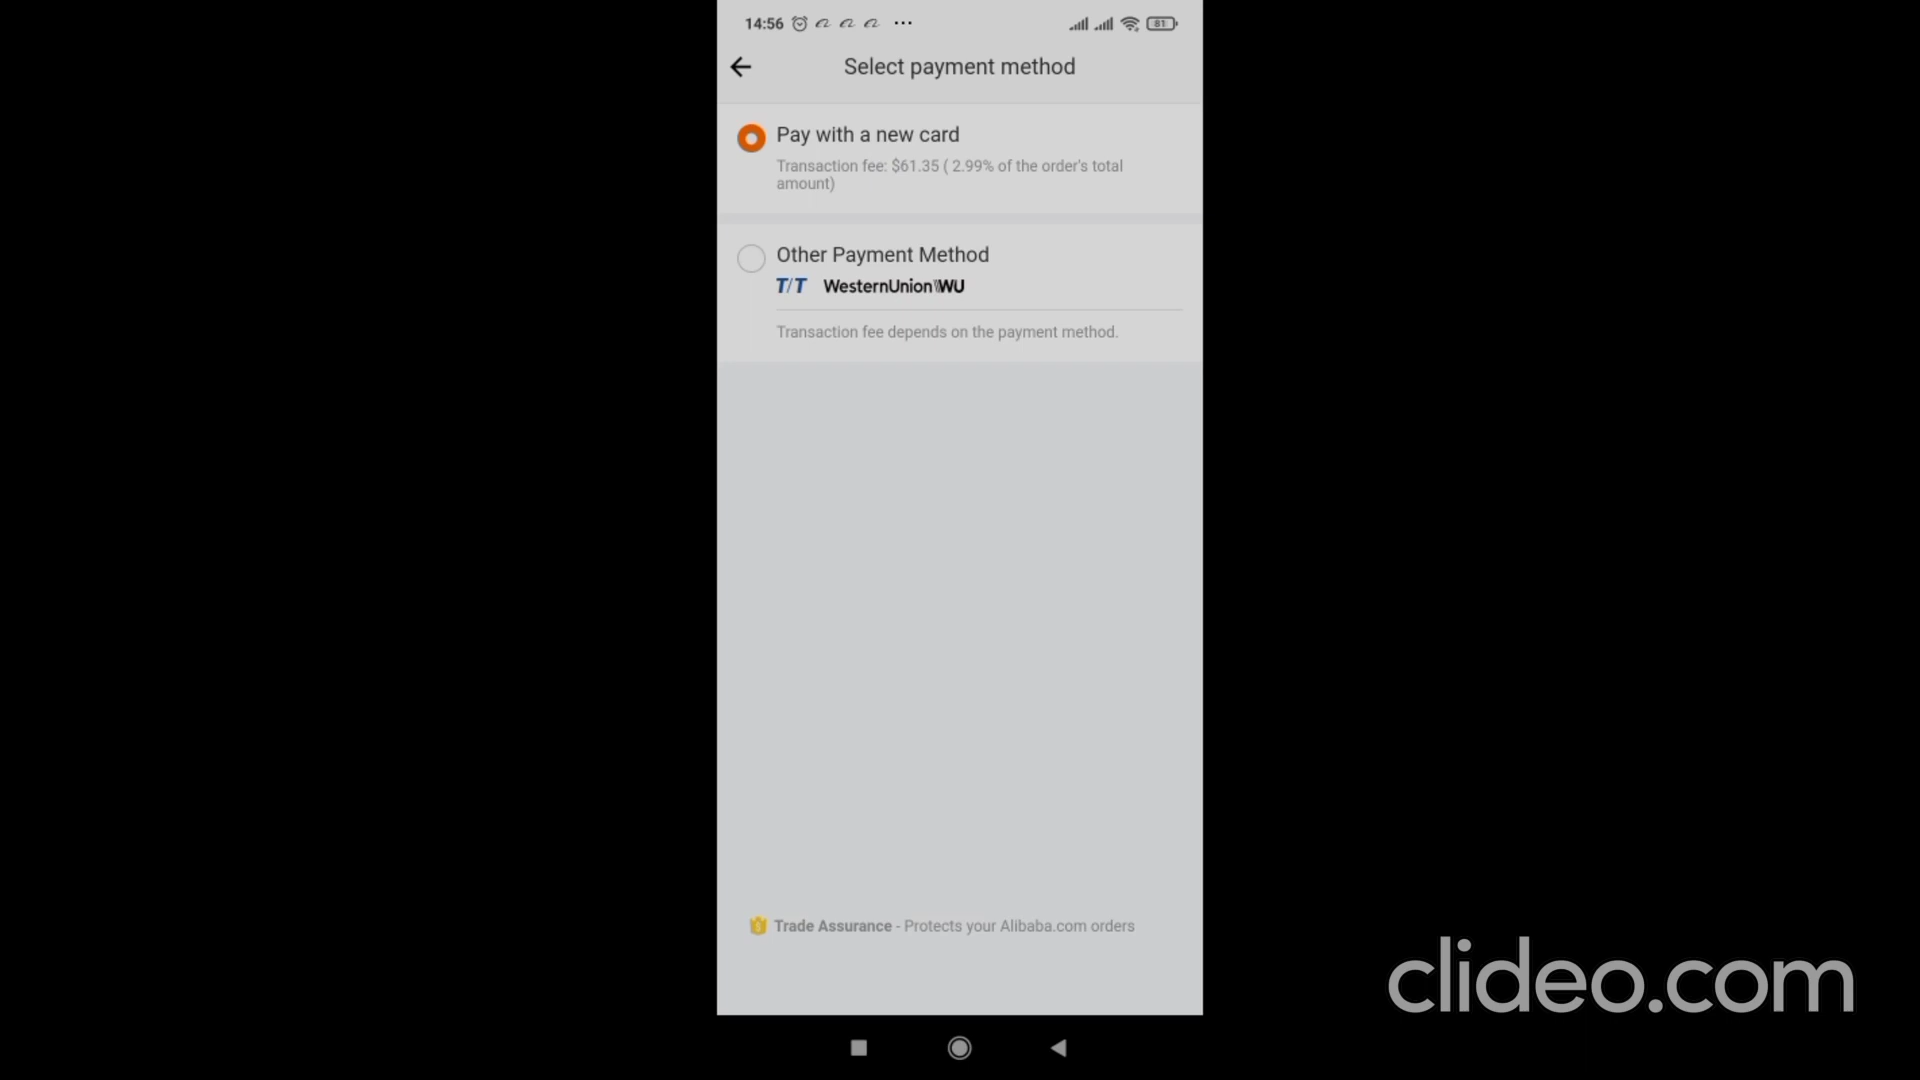 14:56 ... 81
Select payment method
Pay with a new card
Transaction fee: $61.35 ( 2.99% of the order's total
amount)
Other Payment Method
T/T WesternUnion WU
Transaction fee depends on the payment method.
Trade Assurance - Protects your Alibaba.com orders
clideo.com